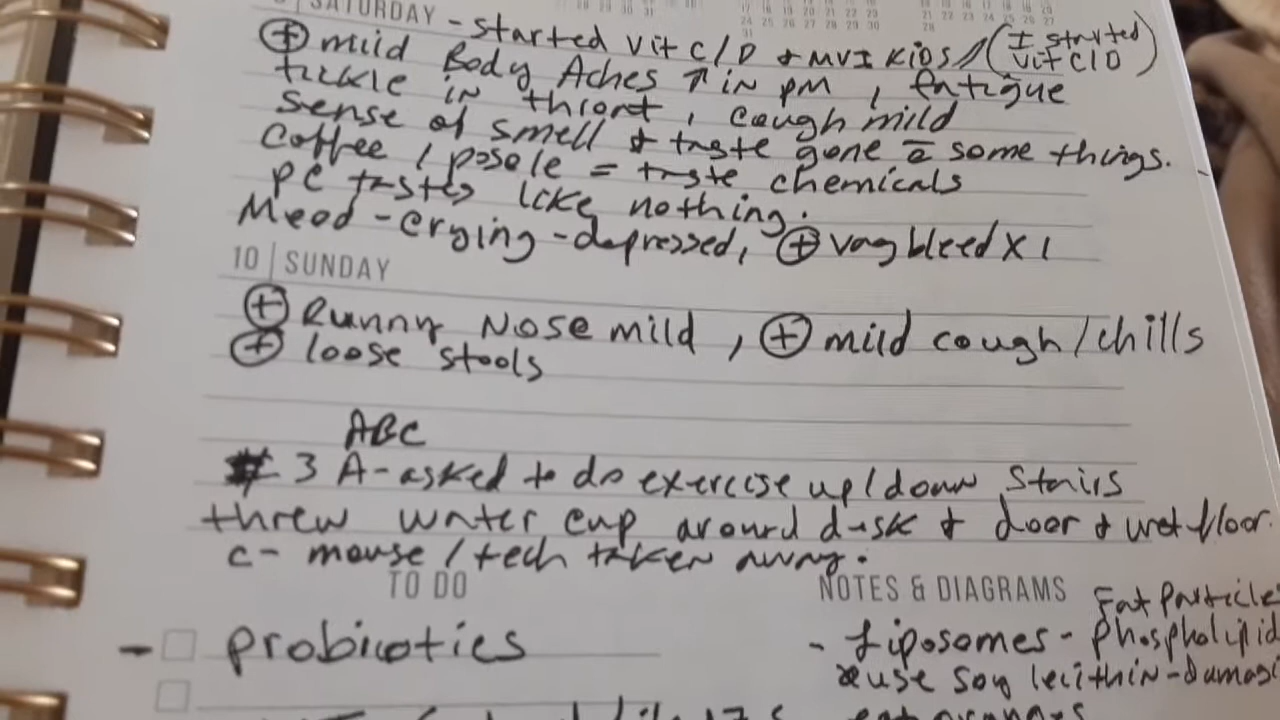 SATURDAY - started vit C/D & MVI KIDS // (I started vit C/D)
⊕ mild Body Aches ↑ in pm, fatigue
tickle in throat, cough mild
sense of smell & taste gone c̄ some things.
Coffee / posole = taste chemicals
PC tastes like nothing.
Mood - crying - depressed, ⊕ vag bleed x 1
10 | SUNDAY
⊕ Runny Nose mild, ⊕ mild cough/chills
⊕ loose stools
ABC
# 3 A- asked to do exercise up/down stairs
threw water cup around desk & door & wet floor.
C- mouse / tech taken away.
TO DO
NOTES & DIAGRAMS
- probiotics
Fat Particle
- Liposomes - Phospholipid
use soy lecithin - damagi